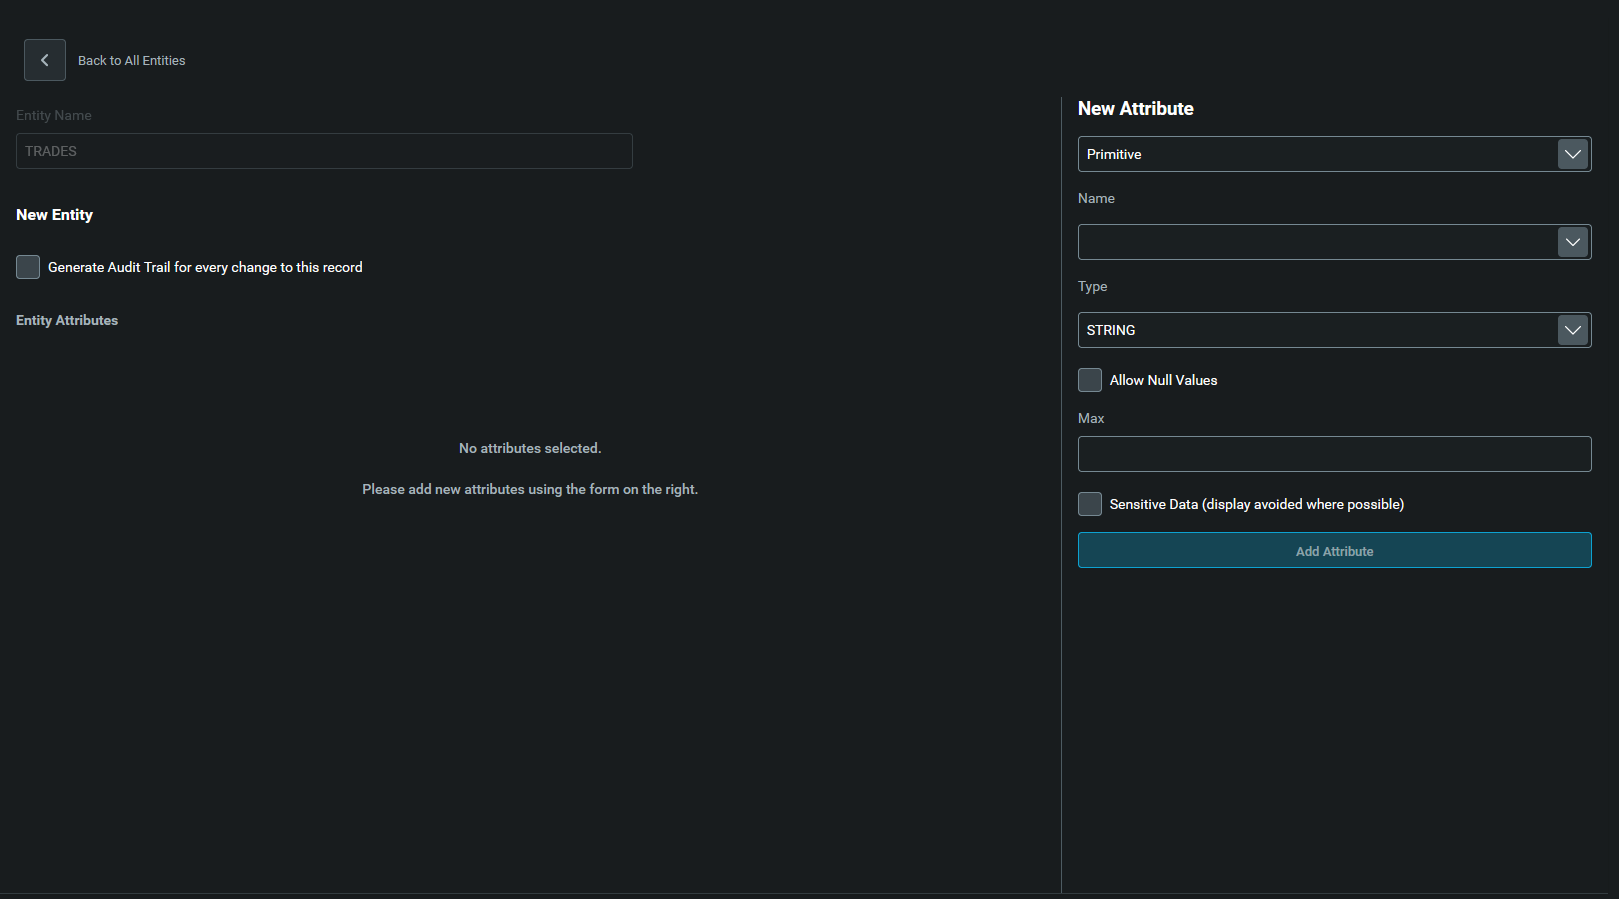 Back to All Entities
Entity Name
TRADES
New Entity
Generate Audit Trail for every change to this record
Entity Attributes
No attributes selected.
Please add new attributes using the form on the right.
New Attribute
Primitive
Name
Type
STRING
Allow Null Values
Max
Sensitive Data (display avoided where possible)
Add Attribute